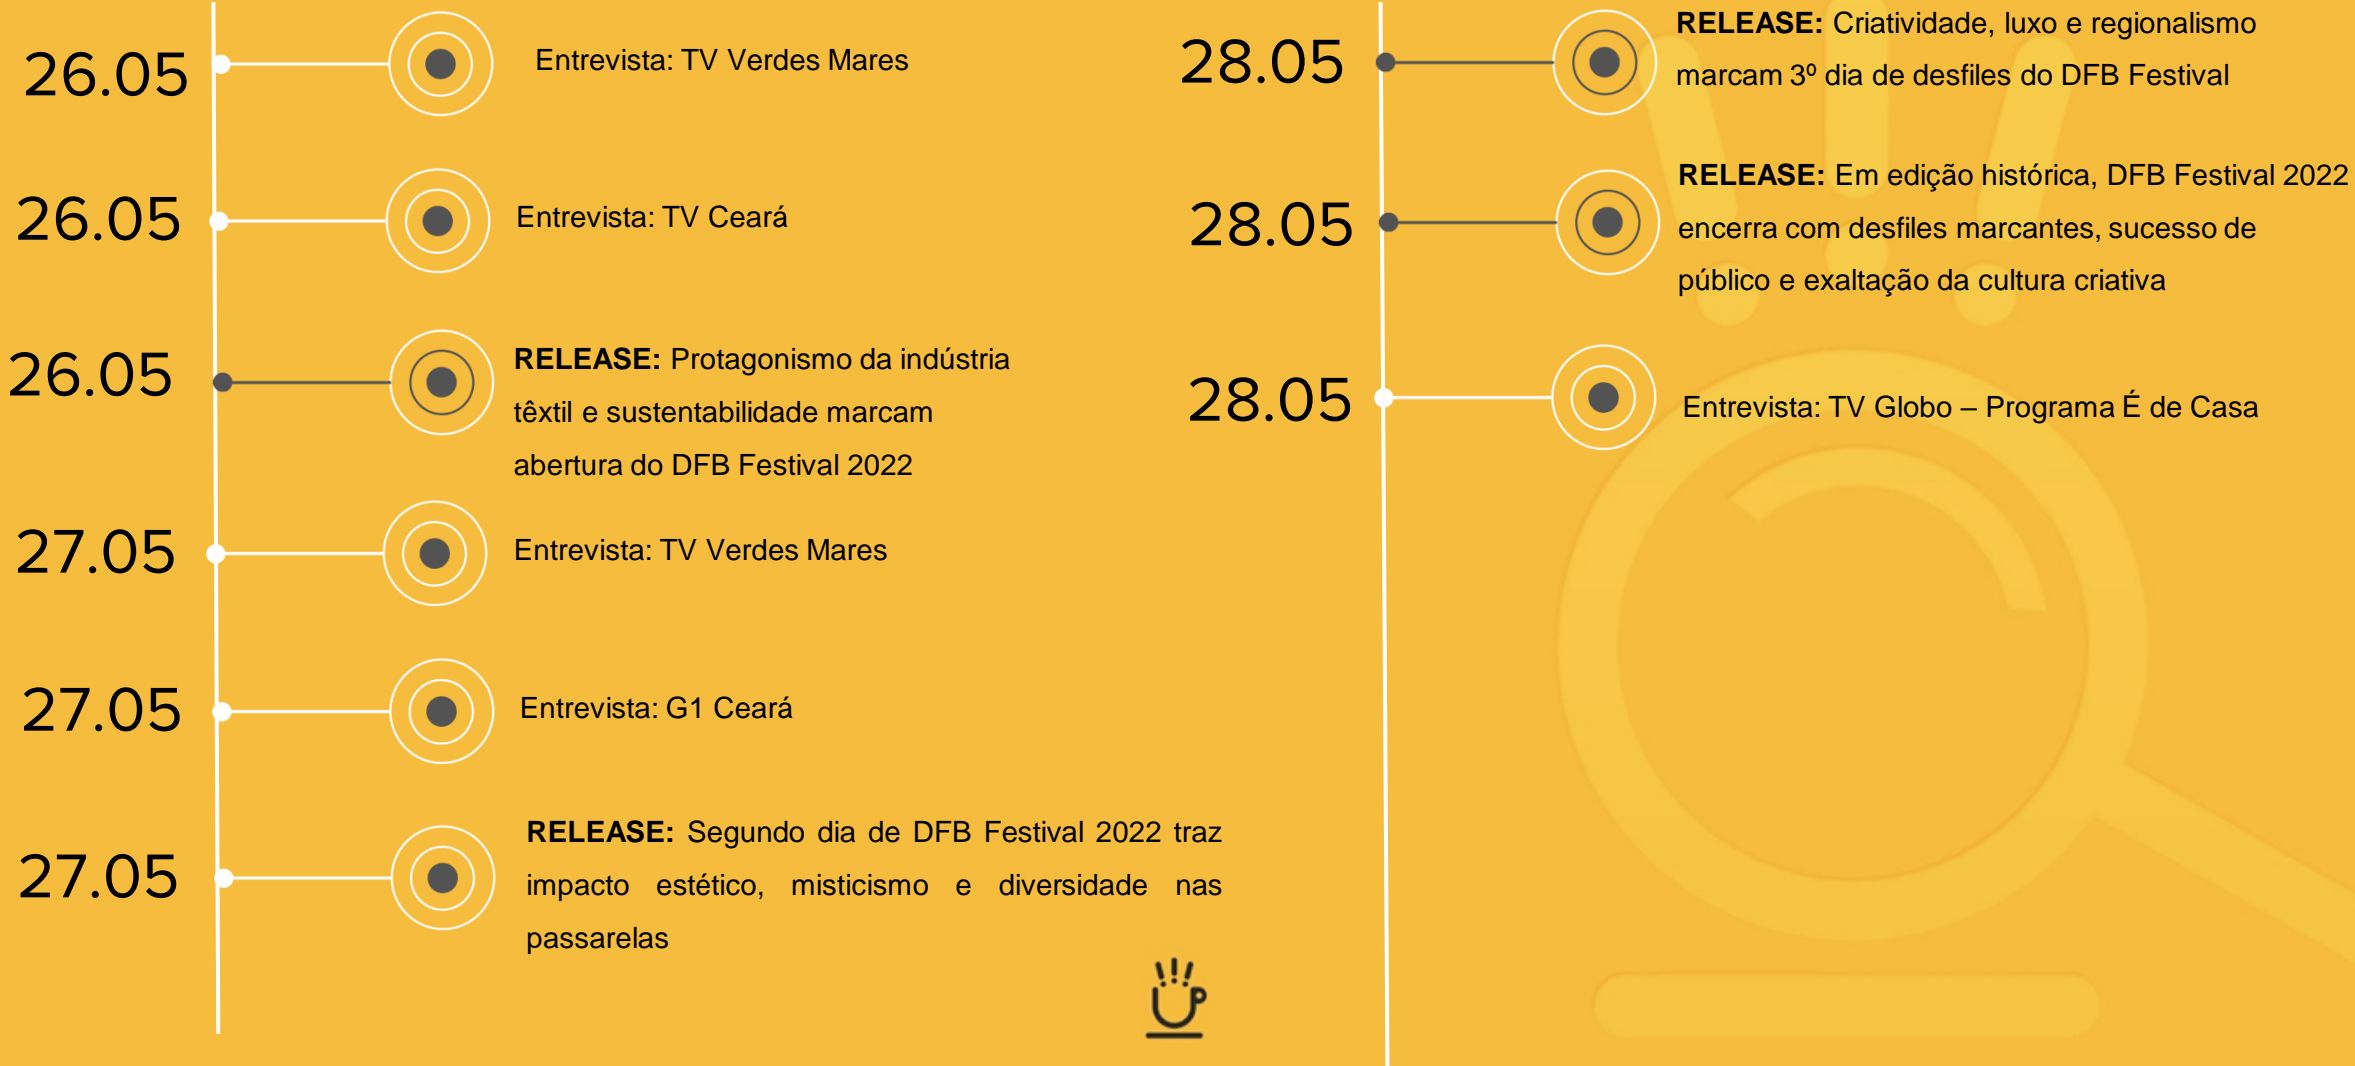 26.05
Entrevista: TV Verdes Mares
26.05
Entrevista: TV Ceará
26.05
RELEASE: Protagonismo da indústria
têxtil e sustentabilidade marcam
abertura do DFB Festival 2022
27.05
Entrevista: TV Verdes Mares
27.05
Entrevista: G1 Ceará
27.05
RELEASE: Segundo dia de DFB Festival 2022 traz
impacto estético, misticismo e diversidade nas
passarelas
28.05
RELEASE: Criatividade, luxo e regionalismo
marcam 3º dia de desfiles do DFB Festival
28.05
RELEASE: Em edição histórica, DFB Festival 2022
encerra com desfiles marcantes, sucesso de
público e exaltação da cultura criativa
28.05
Entrevista: TV Globo – Programa É de Casa